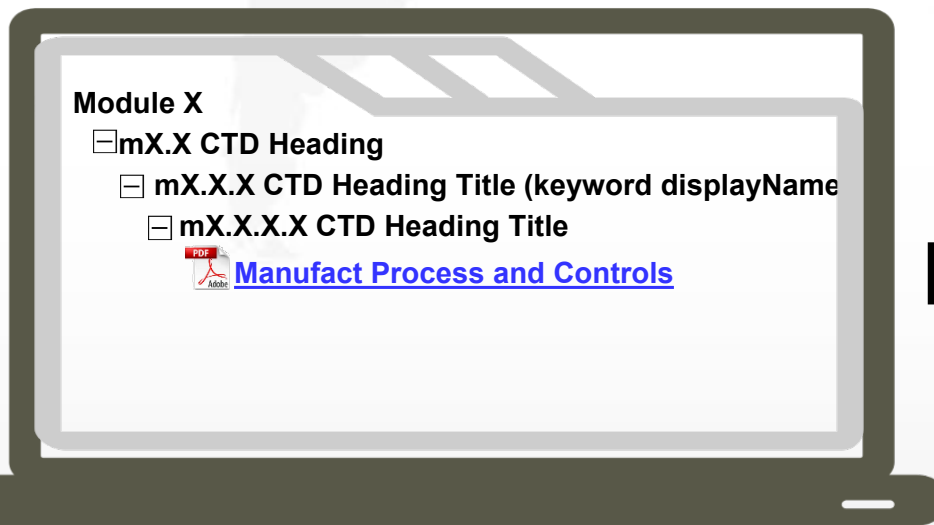 Module X
mX.X CTD Heading
mX.X.X CTD Heading Title (keyword displayName
mX.X.X.X CTD Heading Title
PDF
Adobe
Manufact Process and Controls